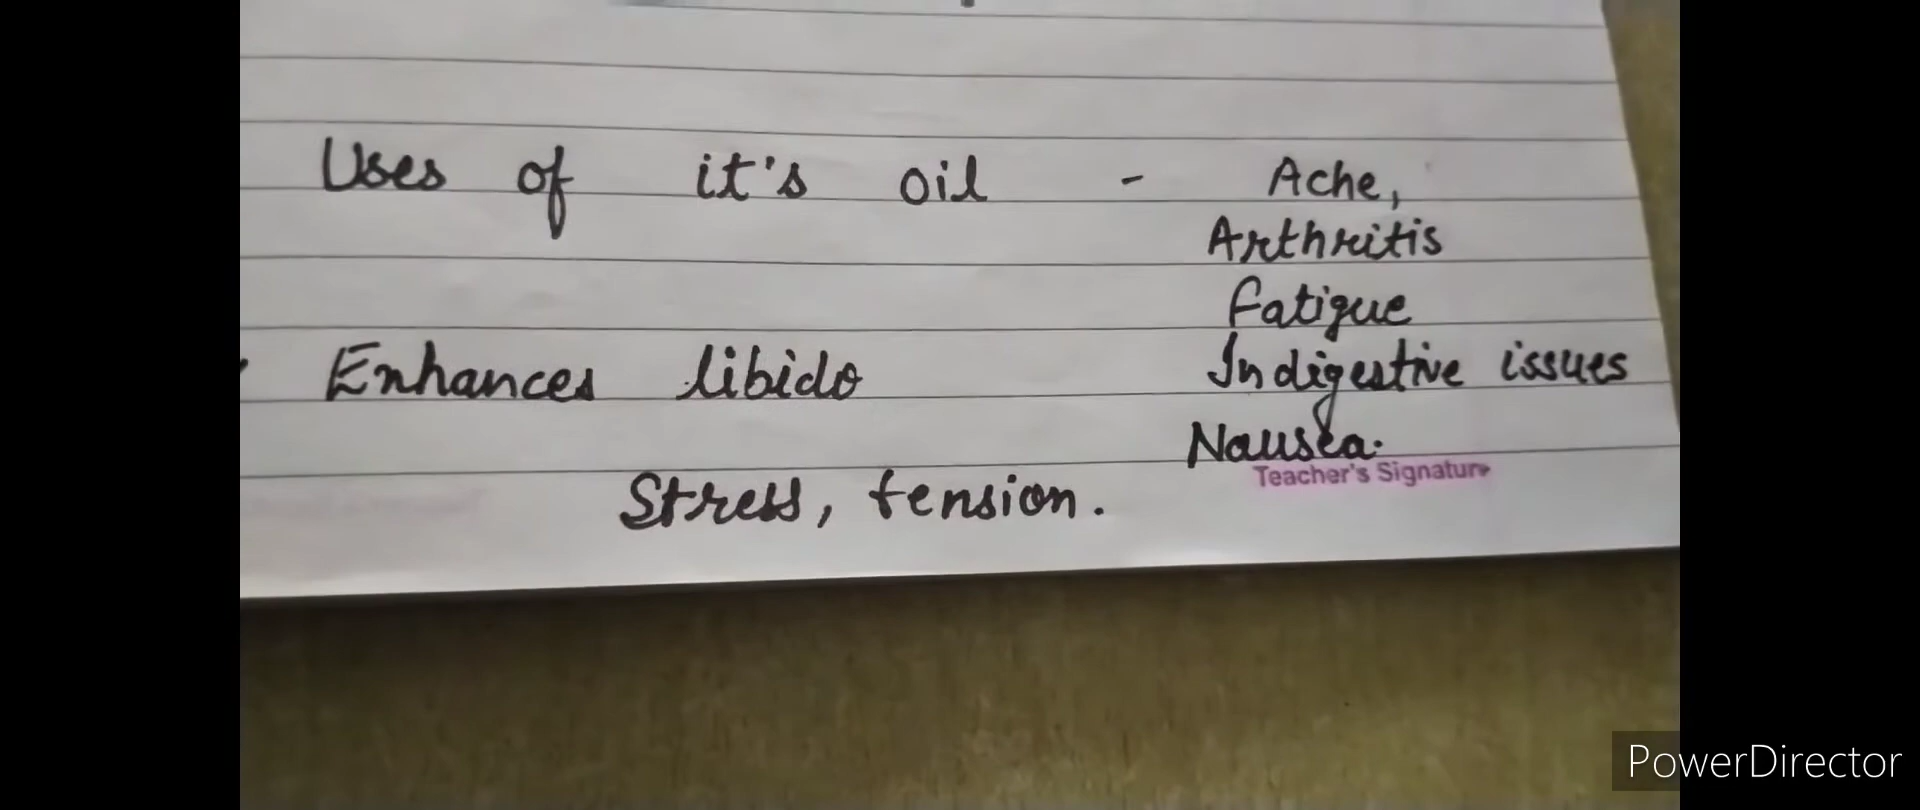 Uses of it's oil - Ache,
Arthritis
fatigue
Enhances libido Indigestive issues
Nausea.
Teacher's Signature
Stress, tension.
PowerDirector